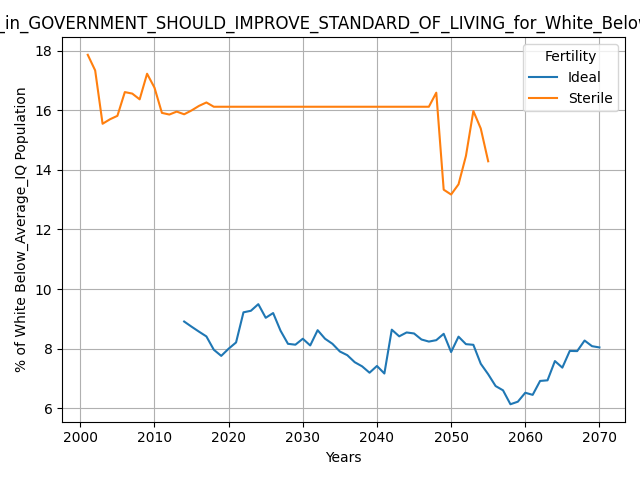 _in_GOVERNMENT_SHOULD_IMPROVE_STANDARD_OF_LIVING_for_White_Below
Fertility
Ideal
Sterile
% of White Below_Average_IQ Population
18
16
14
12
10
8
6
2000 2010 2020 2030 2040 2050 2060 2070
Years